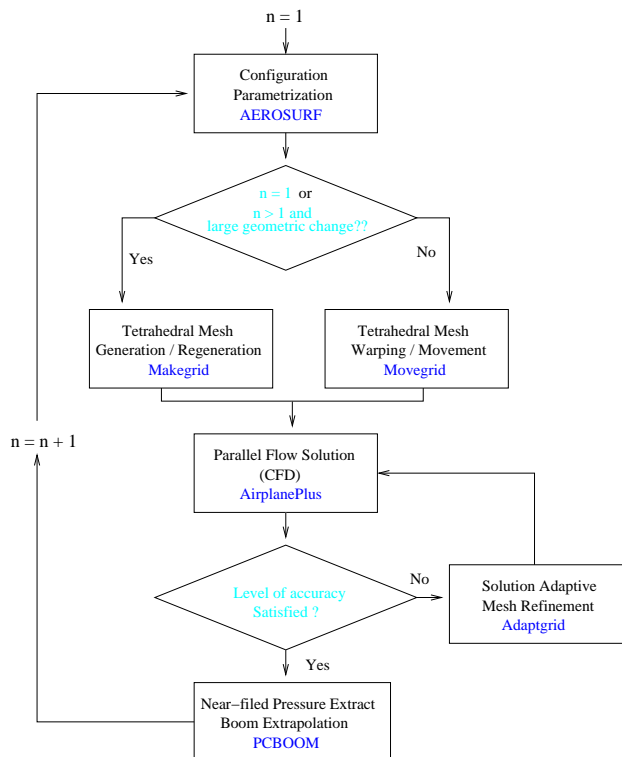 n = 1
Configuration
Parametrization
AEROSURF
n = 1 or
n > 1 and
large geometric change??
Yes
No
Tetrahedral Mesh
Generation / Regeneration
Makegrid
Tetrahedral Mesh
Warping / Movement
Movegrid
n = n + 1
Parallel Flow Solution
(CFD)
AirplanePlus
Level of accuracy
Satisfied ?
No
Solution Adaptive
Mesh Refinement
Adaptgrid
Yes
Near−filed Pressure Extract
Boom Extrapolation
PCBOOM